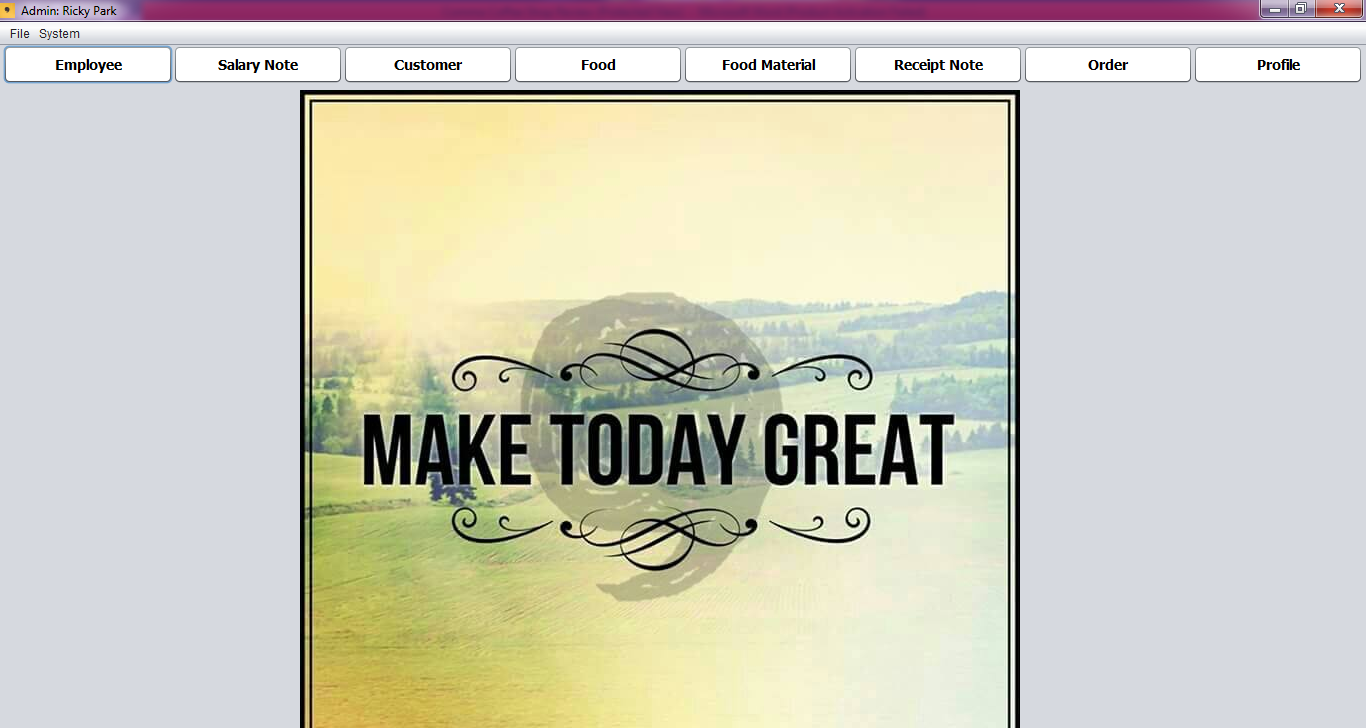 Admin: Ricky Park
File System
Employee Salary Note Customer Food Food Material Receipt Note Order Profile
MAKE TODAY GREAT